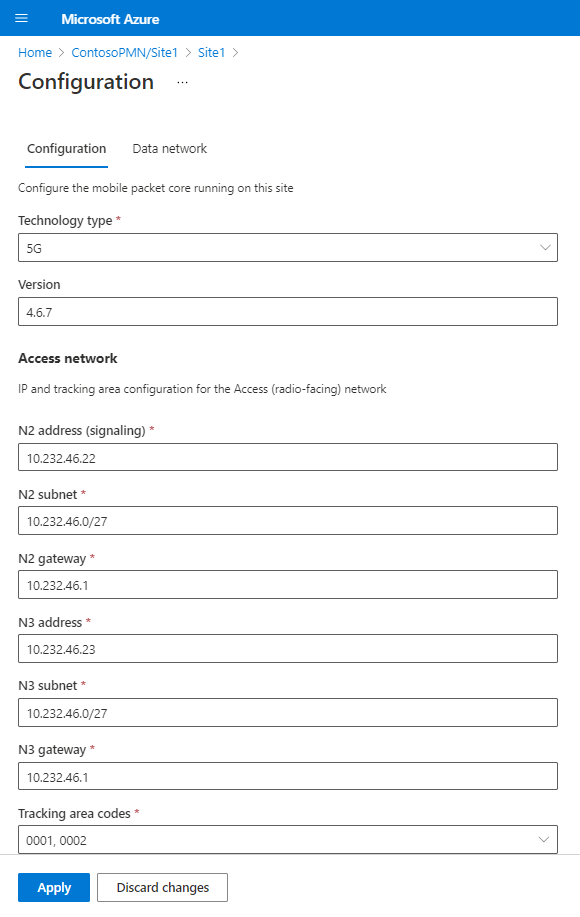 Microsoft Azure
Home > ContosoPMN/Site1 > Site1 >
Configuration ...
Configuration Data network
Configure the mobile packet core running on this site
Technology type *
5G
Version
4.6.7
Access network
IP and tracking area configuration for the Access (radio-facing) network
N2 address (signaling) *
10.232.46.22
N2 subnet *
10.232.46.0/27
N2 gateway *
10.232.46.1
N3 address *
10.232.46.23
N3 subnet *
10.232.46.0/27
N3 gateway *
10.232.46.1
Tracking area codes *
0001, 0002
Apply Discard changes